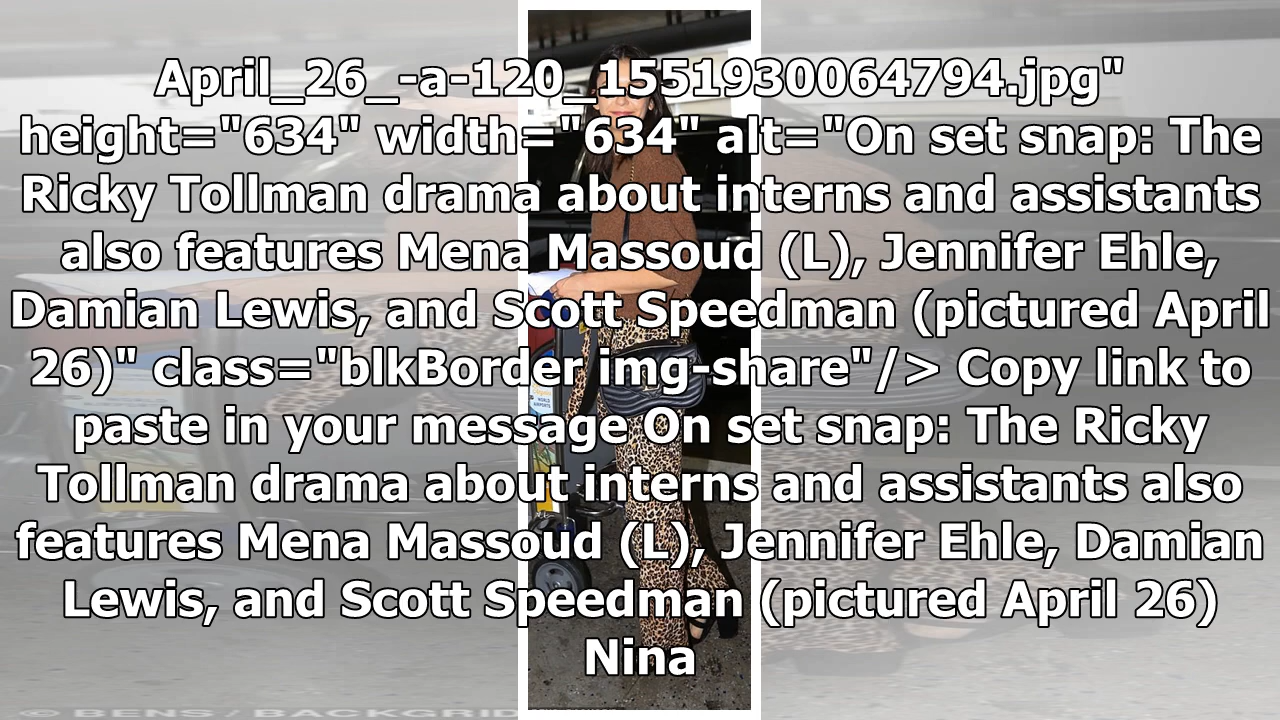 April_26_-a-120_1551930064794.jpg"
height="634" width="634" alt="On set snap: The
Ricky Tollman drama about interns and assistants
also features Mena Massoud (L), Jennifer Ehle,
Damian Lewis, and Scott Speedman (pictured April
26)" class="blkBorder img-share"/> Copy link to
paste in your message On set snap: The Ricky
Tollman drama about interns and assistants also
features Mena Massoud (L), Jennifer Ehle, Damian
Lewis, and Scott Speedman (pictured April 26)
Nina
© BENS / BACKGRID